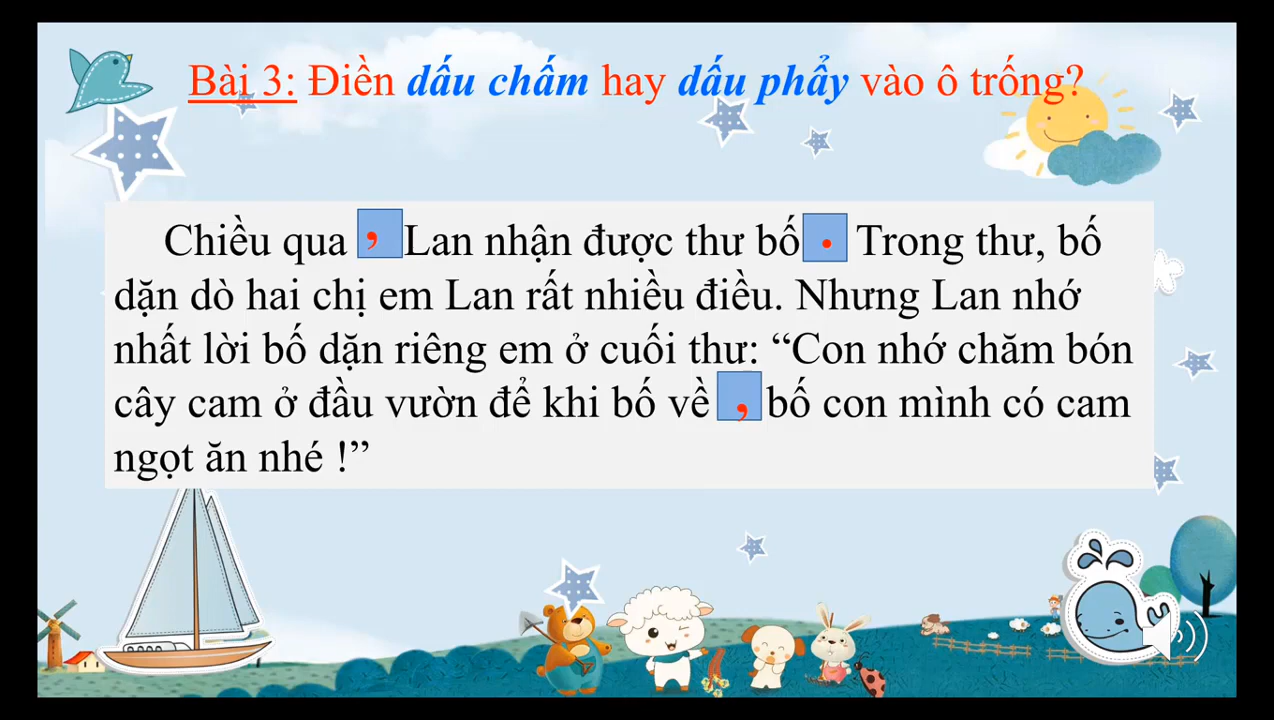 Bài 3: Điền dấu chấm hay dấu phẩy vào ô trống?
Chiều qua , Lan nhận được thư bố . Trong thư, bố
dặn dò hai chị em Lan rất nhiều điều. Nhưng Lan nhớ
nhất lời bố dặn riêng em ở cuối thư: “Con nhớ chăm bón
cây cam ở đầu vườn để khi bố về , bố con mình có cam
ngọt ăn nhé !”